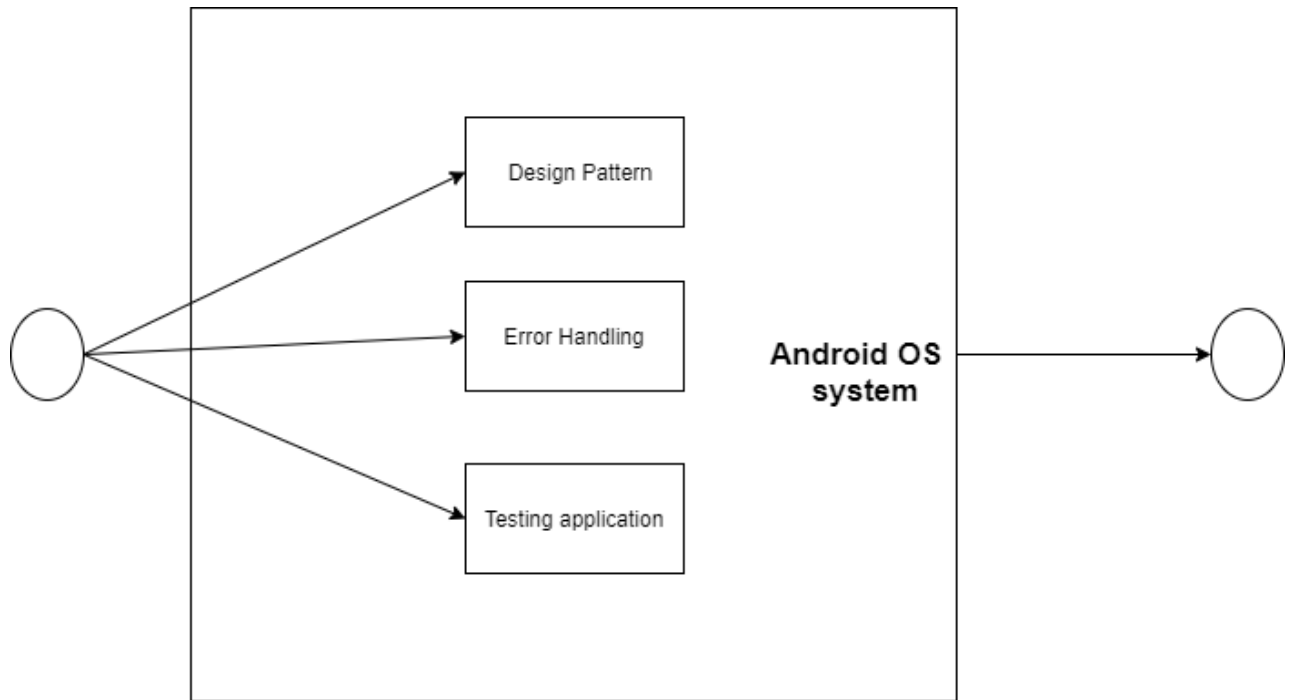 Design Pattern
Error Handling
Android OS
system
Testing application